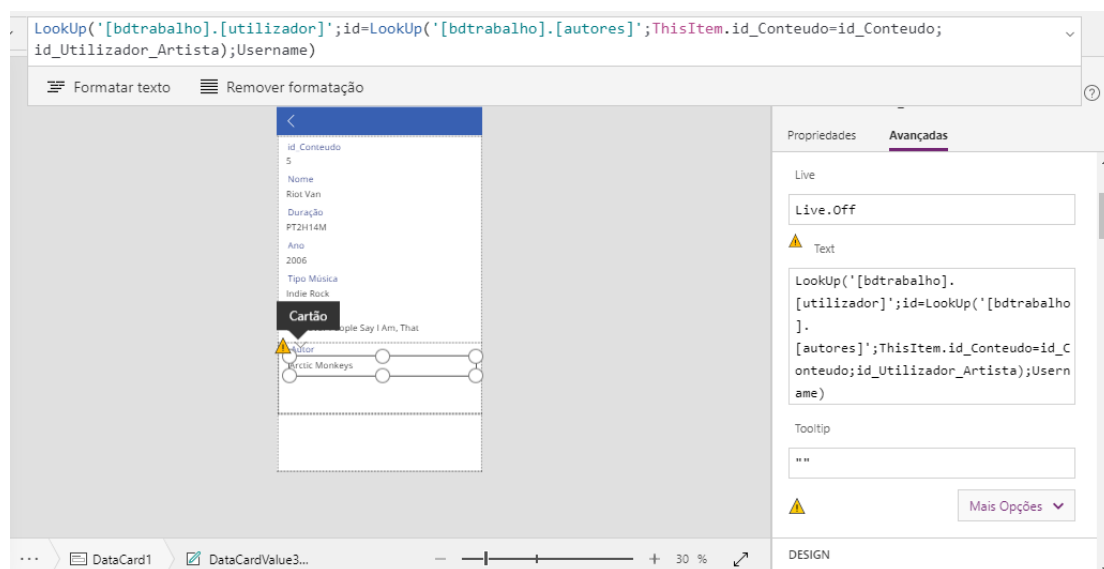 LookUp('[bdtrabalho].[utilizador]';id=LookUp('[bdtrabalho].[autores]';ThisItem.id_Conteudo=id_Conteudo;
id_Utilizador_Artista);Username)
Formatar texto Remover formatação
id_Conteudo
5
Nome
Riot Van
Duração
PT2H14M
Ano
2006
Tipo Música
Indie Rock
Cartão
ople Say I Am, That
Autor
Arctic Monkeys
Propriedades Avançadas
Live
Live.Off
Text
LookUp('[bdtrabalho].
[utilizador]';id=LookUp('[bdtrabalho
].
[autores]';ThisItem.id_Conteudo=id_C
onteudo;id_Utilizador_Artista);Usern
ame)
Tooltip
""
Mais Opções
DESIGN
... DataCard1 DataCardValue3... — + 30 %